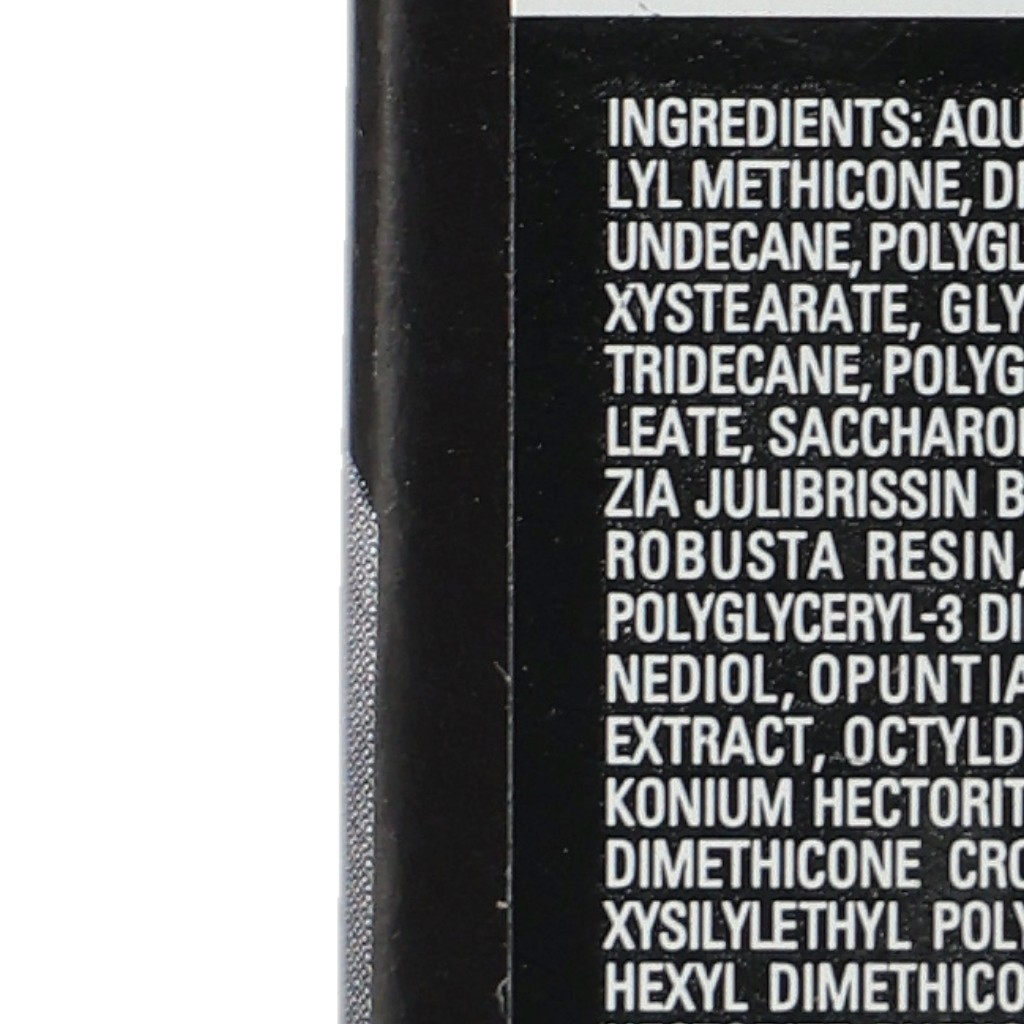 INGREDIENTS: AQU
LYL METHICONE, DI
UNDECANE, POLYGL
XYSTEARATE, GLY
TRIDECANE, POLYG
LEATE, SACCHARO
ZIA JULIBRISSIN B
ROBUSTA RESIN,
POLYGLYCERYL-3 DI
NEDIOL, OPUNTIA
EXTRACT, OCTYLD
KONIUM HECTORIT
DIMETHICONE CRO
XYSILYLETHYL POLY
HEXYL DIMETHICO